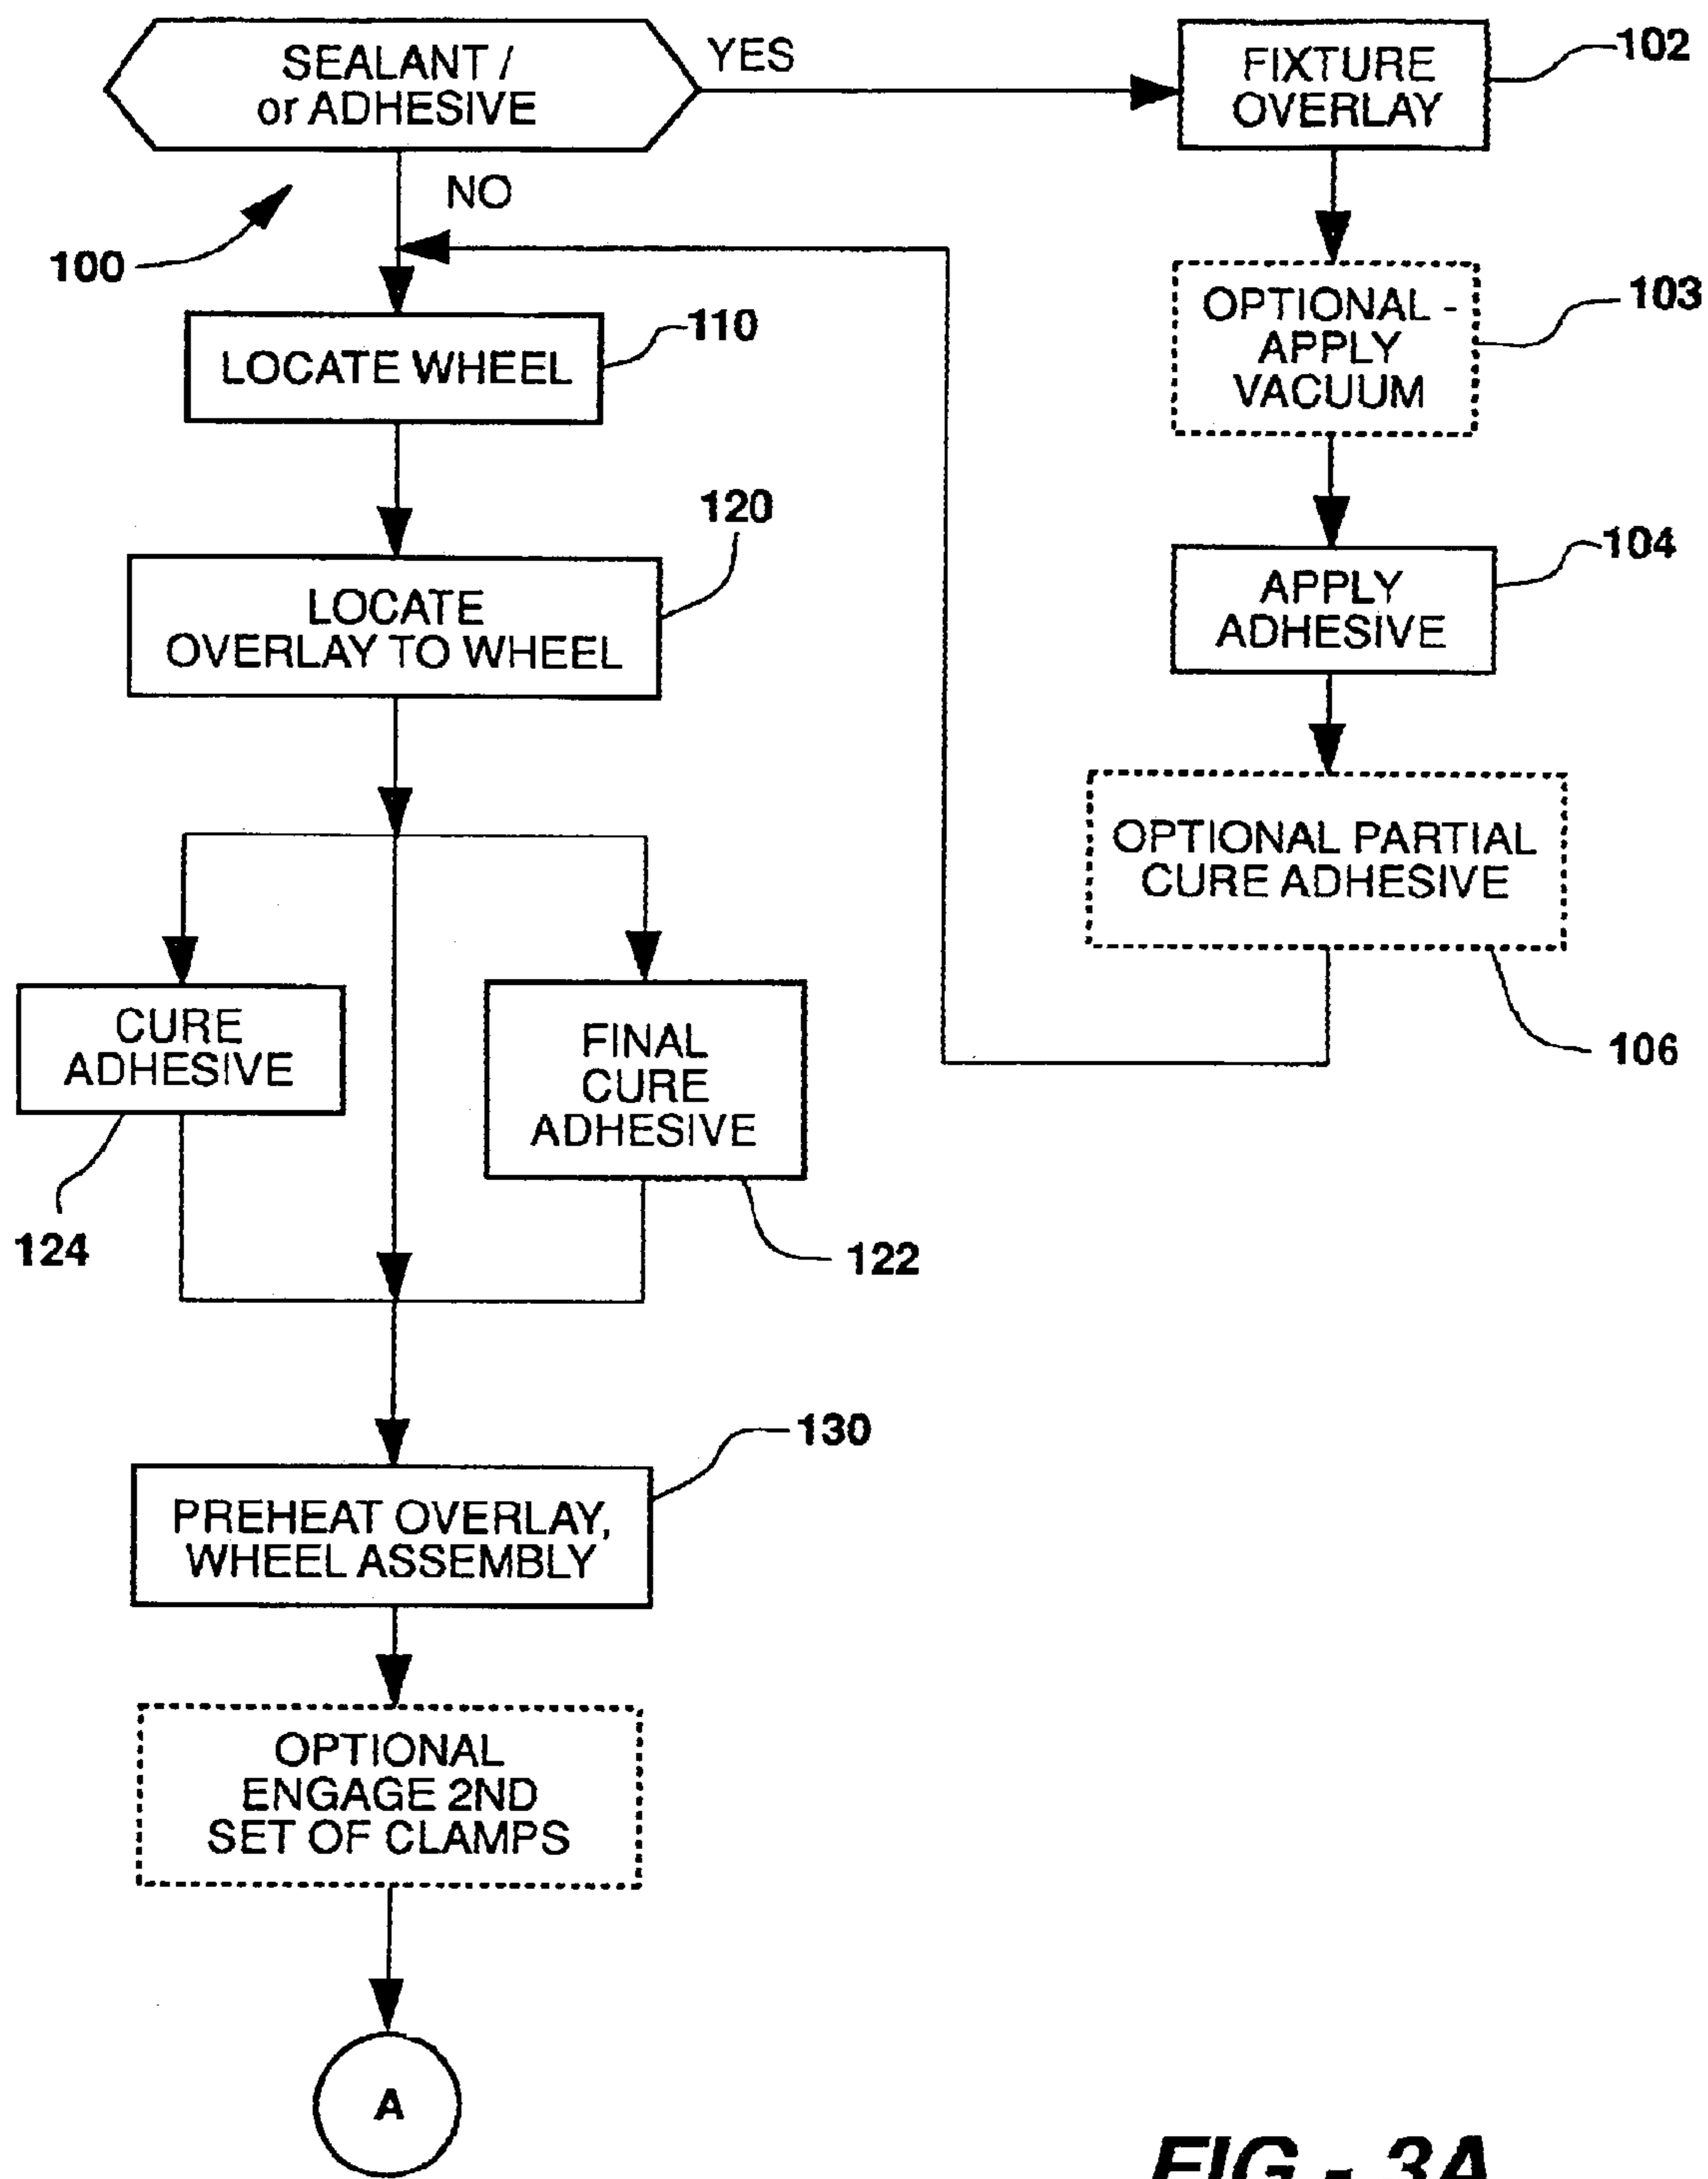 SEALANT /
or ADHESIVE
YES
FIXTURE
OVERLAY
102
NO
100
OPTIONAL -
APPLY
VACUUM
103
LOCATE WHEEL
110
120
APPLY
ADHESIVE
104
LOCATE
OVERLAY TO WHEEL
OPTIONAL PARTIAL
CURE ADHESIVE
106
CURE
ADHESIVE
124
FINAL
CURE
ADHESIVE
122
130
PREHEAT OVERLAY,
WHEEL ASSEMBLY
OPTIONAL
ENGAGE 2ND
SET OF CLAMPS
A
FIG - 3A